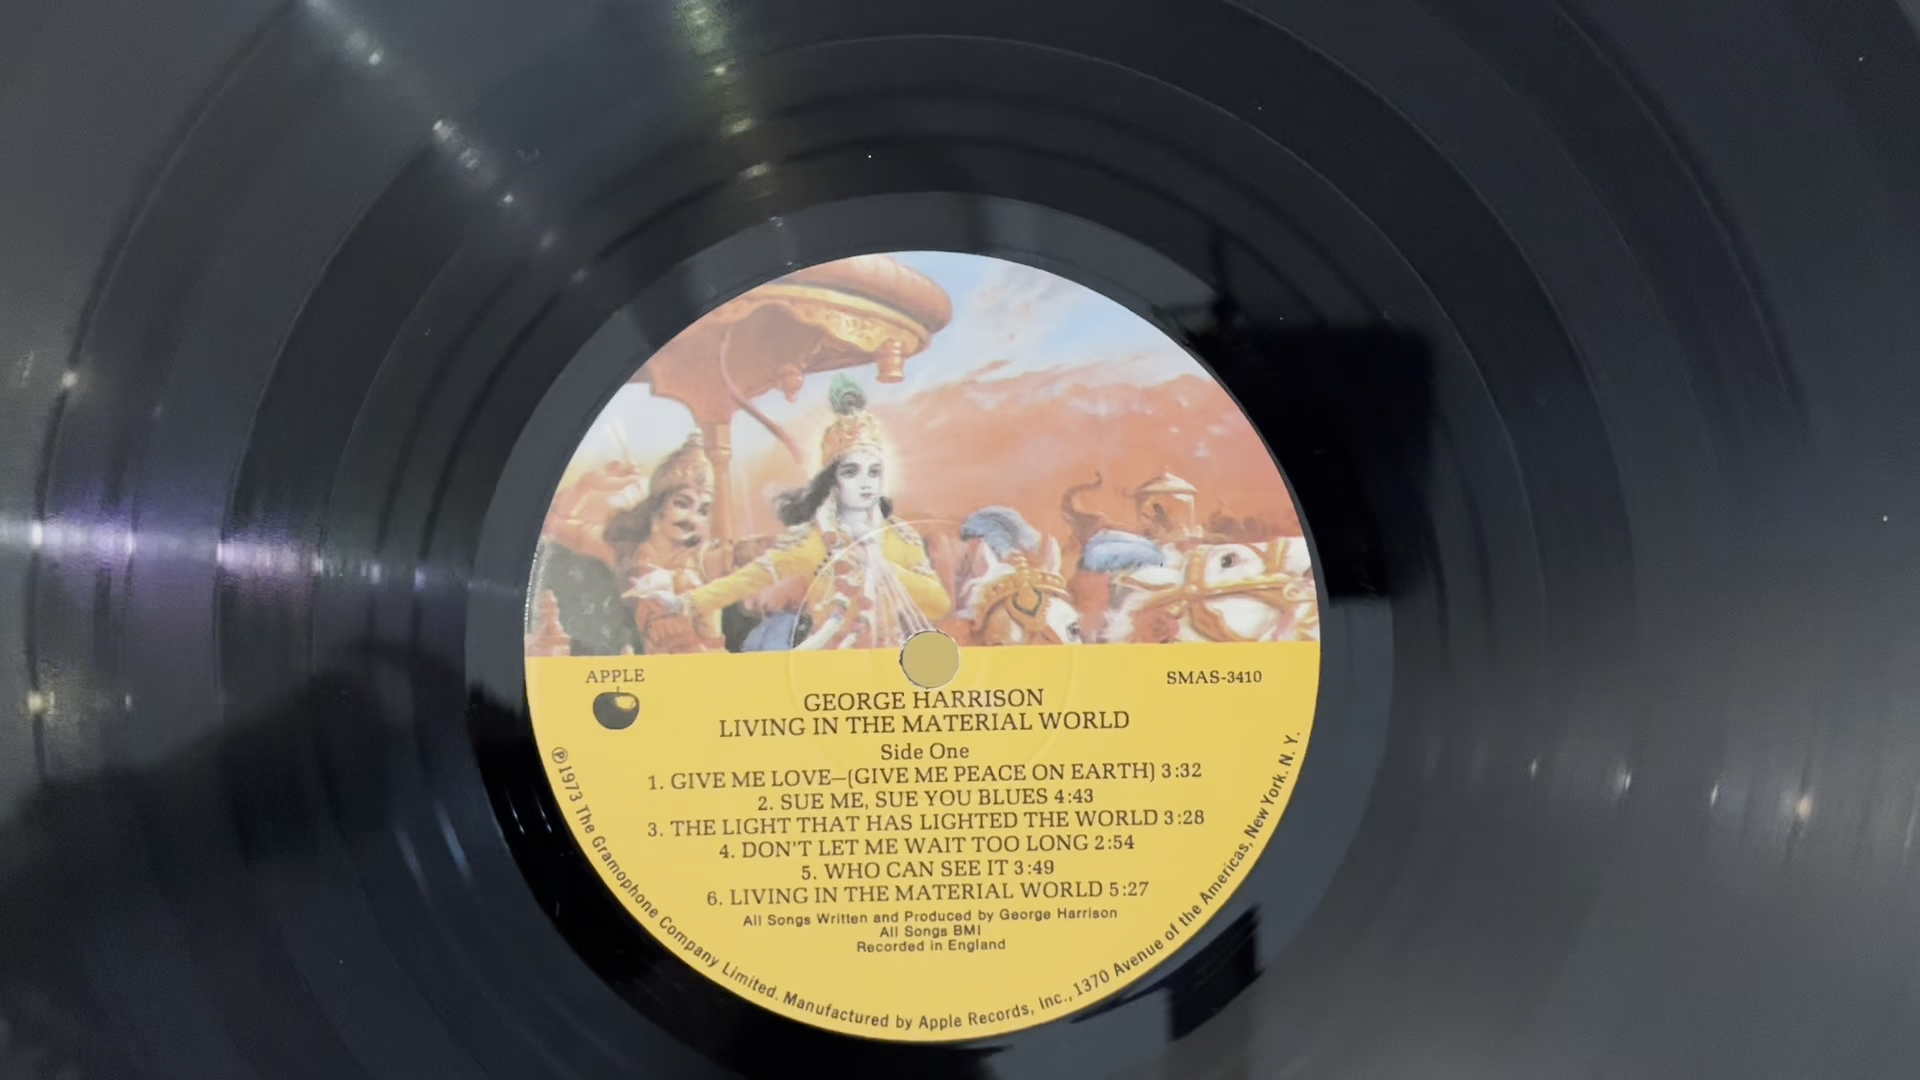 APPLE
SMAS-3410
GEORGE HARRISON
LIVING IN THE MATERIAL WORLD
Side One
1. GIVE ME LOVE—(GIVE ME PEACE ON EARTH) 3:32
2. SUE ME, SUE YOU BLUES 4:43
3. THE LIGHT THAT HAS LIGHTED THE WORLD 3:28
4. DON'T LET ME WAIT TOO LONG 2:54
5. WHO CAN SEE IT 3:49
6. LIVING IN THE MATERIAL WORLD 5:27
All Songs Written and Produced by George Harrison
All Songs BMI
Recorded in England
℗1973 The Gramophone Company Limited. Manufactured by Apple Records, Inc., 1370 Avenue of the Americas, New York. N. Y.